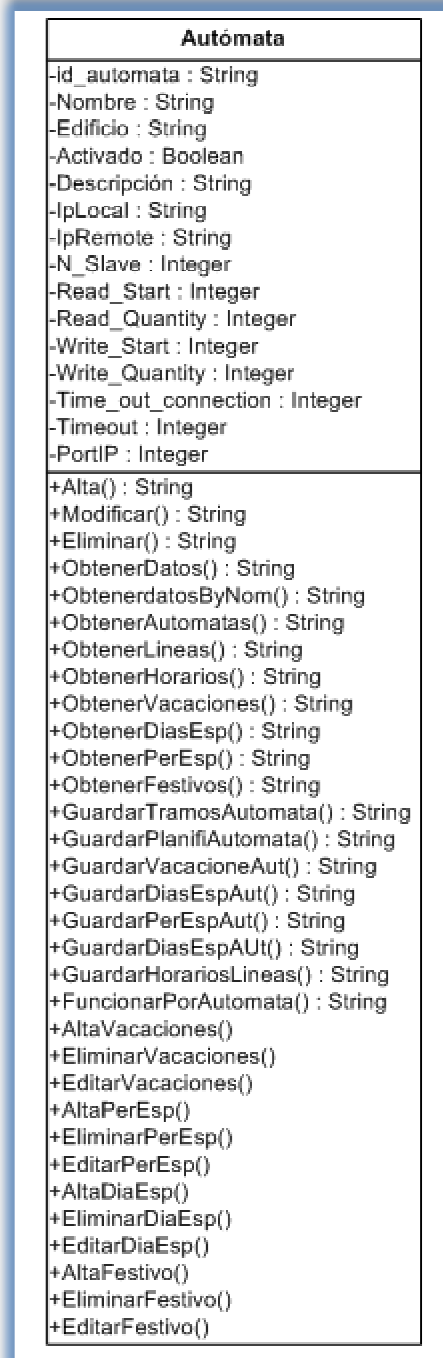 Autómata
-id_automata : String
-Nombre : String
-Edificio : String
-Activado : Boolean
-Descripción : String
-IpLocal : String
-IpRemote : String
-N_Slave : Integer
-Read_Start : Integer
-Read_Quantity : Integer
-Write_Start : Integer
-Write_Quantity : Integer
-Time_out_connection : Integer
-Timeout : Integer
-PortIP : Integer
+Alta() : String
+Modificar() : String
+Eliminar() : String
+ObtenerDatos() : String
+ObtenerdatosByNom() : String
+ObtenerAutomatas() : String
+ObtenerLineas() : String
+ObtenerHorarios() : String
+ObtenerVacaciones() : String
+ObtenerDiasEsp() : String
+ObtenerPerEsp() : String
+ObtenerFestivos() : String
+GuardarTramosAutomata() : String
+GuardarPlanifiAutomata() : String
+GuardarVacacioneAut() : String
+GuardarDiasEspAut() : String
+GuardarPerEspAut() : String
+GuardarDiasEspAUt() : String
+GuardarHorariosLineas() : String
+FuncionarPorAutomata() : String
+AltaVacaciones()
+EliminarVacaciones()
+EditarVacaciones()
+AltaPerEsp()
+EliminarPerEsp()
+EditarPerEsp()
+AltaDiaEsp()
+EliminarDiaEsp()
+EditarDiaEsp()
+AltaFestivo()
+EliminarFestivo()
+EditarFestivo()